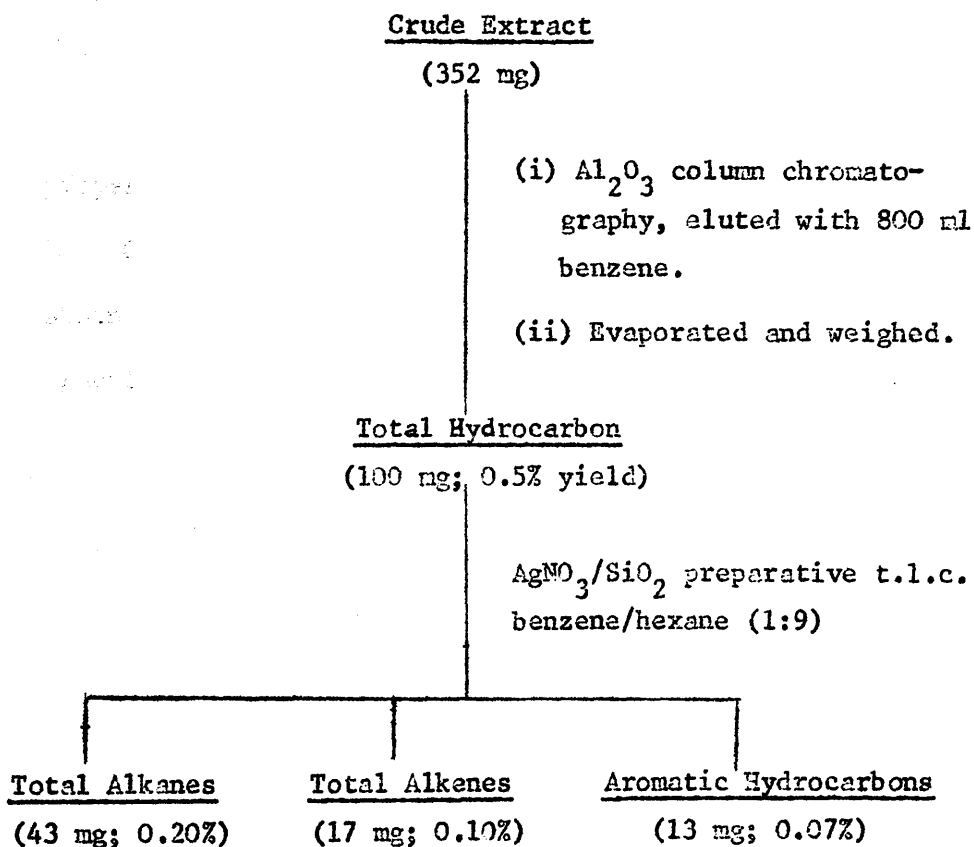 Crude Extract
(352 mg)
(i) Al2O3 column chromato-
graphy, eluted with 800 ml
benzene.
(ii) Evaporated and weighed.
Total Hydrocarbon
(100 mg; 0.5% yield)
AgNO3/SiO2 preparative t.l.c.
benzene/hexane (1:9)
Total Alkanes Total Alkenes Aromatic Hydrocarbons
(43 mg; 0.20%) (17 mg; 0.10%) (13 mg; 0.07%)